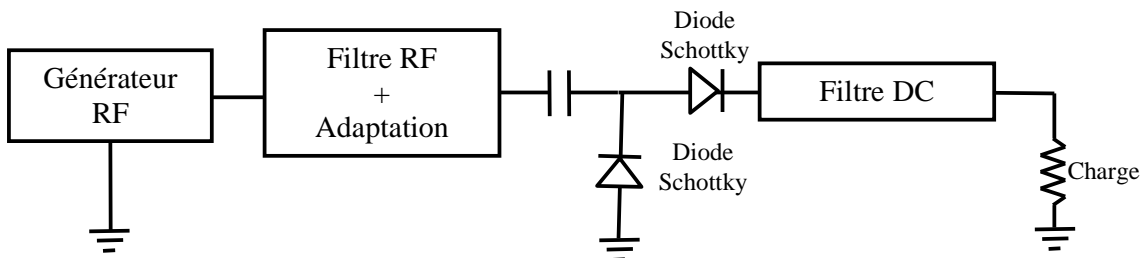 Générateur
RF
Filtre RF
+
Adaptation
Diode
Schottky
Diode
Schottky
Filtre DC
Charge